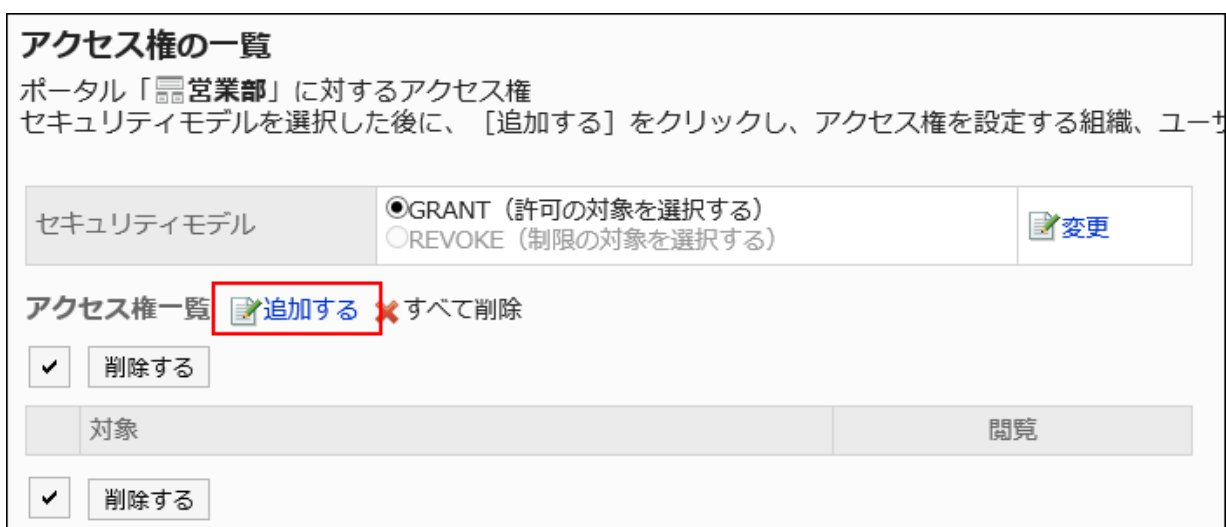 アクセス権の一覧
ポータル「営業部」に対するアクセス権
セキュリティモデルを選択した後に、［追加する］をクリックし、アクセス権を設定する組織、ユーザ
セキュリティモデル
GRANT（許可の対象を選択する）
REVOKE（制限の対象を選択する）
変更
アクセス権一覧 追加する すべて削除
削除する
対象 閲覧
削除する